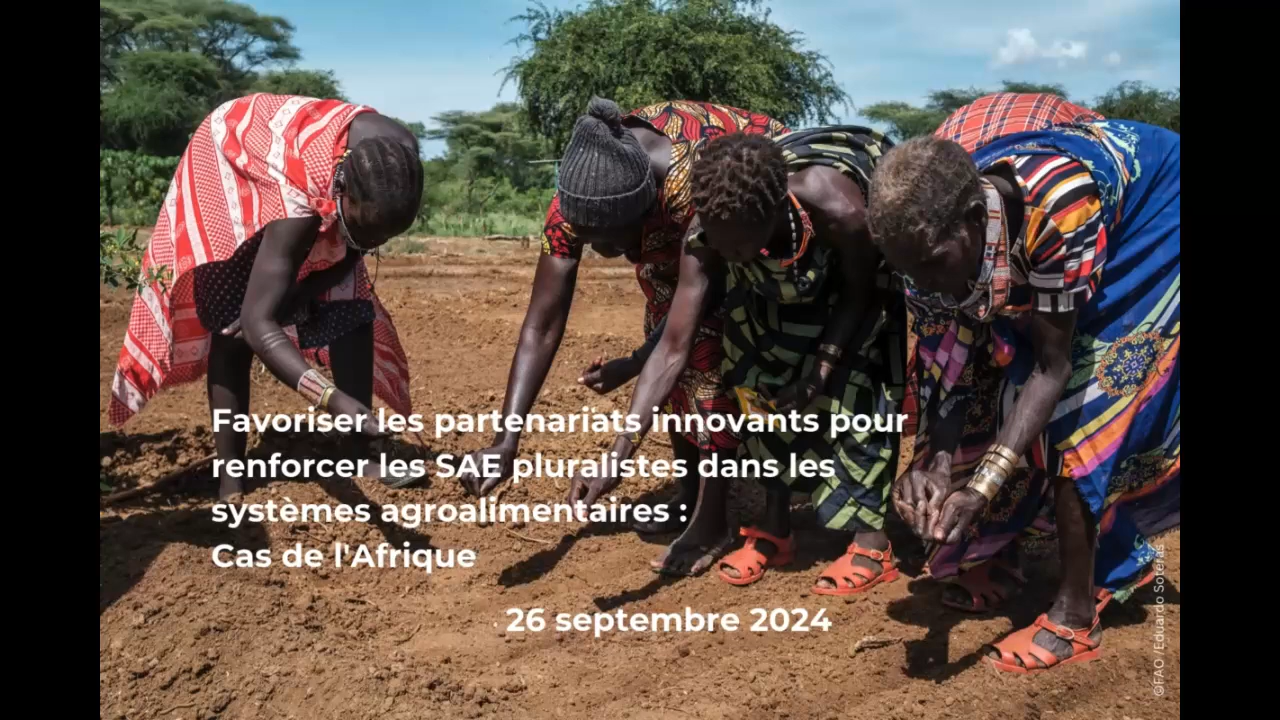 Favoriser les partenariats innovants pour
renforcer les SAE pluralistes dans les
systèmes agroalimentaires :
Cas de l'Afrique
26 septembre 2024
©FAO /Eduardo Soteras